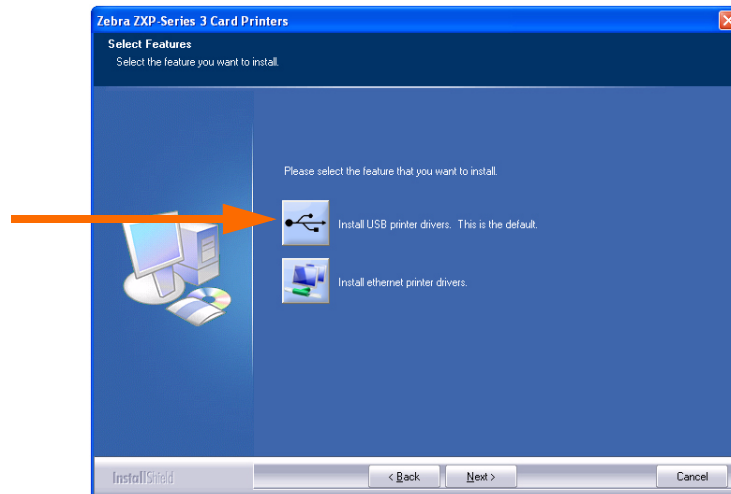 Zebra ZXP-Series 3 Card Printers
Select Features
Select the feature you want to install.
Please select the feature that you want to install.
Install USB printer drivers. This is the default.
Install ethernet printer drivers.
InstallShield
< Back
Next >
Cancel